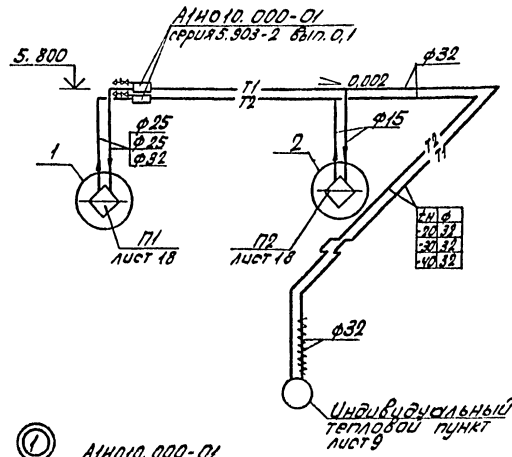 А1НО10.000-01
серия 5.903-2 вып. 0,1
5.800
Т1
Т2
0,002
ф32
ф25
ф25
ф32
ф15
1
2
Т2
Т1
П1
лист 18
П2
лист 18
tн ф
-20 32
-30 32
-40 32
ф32
Индивидуальный
тепловой пункт
лист 9
1
А1НО10.000-01